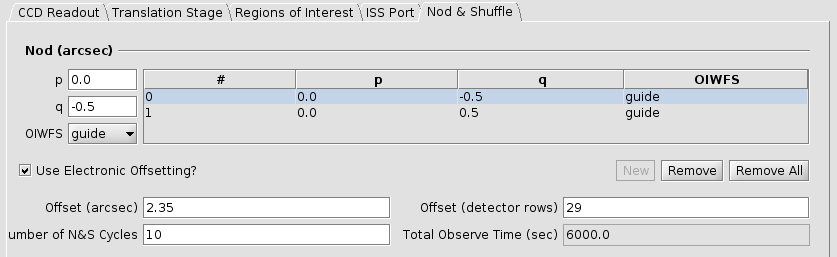 CCD Readout Translation Stage Regions of Interest ISS Port Nod & Shuffle
Nod (arcsec)
p 0.0
q -0.5
OIWFS guide
# p q OIWFS
0 0.0 -0.5 guide
1 0.0 0.5 guide
Use Electronic Offsetting? New Remove Remove All
Offset (arcsec) 2.35 Offset (detector rows) 29
umber of N&S Cycles 10 Total Observe Time (sec) 6000.0